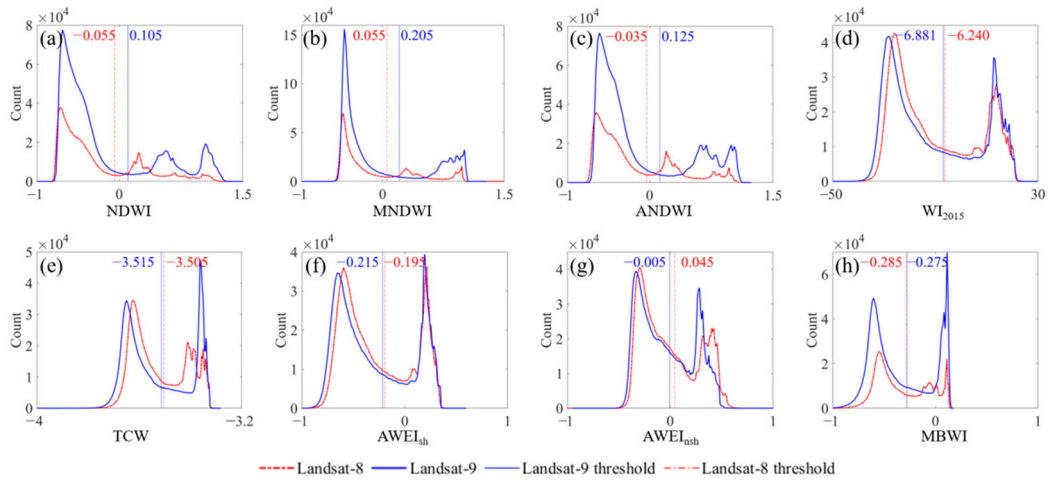 ×10⁴ ×10⁴ ×10⁴ ×10⁴
(a) −0.055 0.105
8
6
4
2
0
Count
−1 0 1.5
NDWI
(b) 0.055 0.205
15
10
5
0
Count
−1 0 1.5
MNDWI
(c) −0.035 0.125
8
6
4
2
0
Count
−1 0 1.5
ANDWI
(d) −6.881 −6.240
4
3
2
1
0
Count
−50 30
WI₂₀₁₅
×10⁴ ×10⁴ ×10⁴ ×10⁴
(e) −3.515 −3.505
5
4
3
2
1
0
Count
−4 −3.2
TCW
(f) −0.215 −0.195
4
3
2
1
0
Count
−1 0 1
AWEIsh
(g) −0.005 0.045
5
4
3
2
1
0
Count
−1 0 1
AWEInsh
(h) −0.285 −0.275
8
6
4
2
0
Count
−1 0 1
MBWI
Landsat-8 Landsat-9 Landsat-9 threshold Landsat-8 threshold